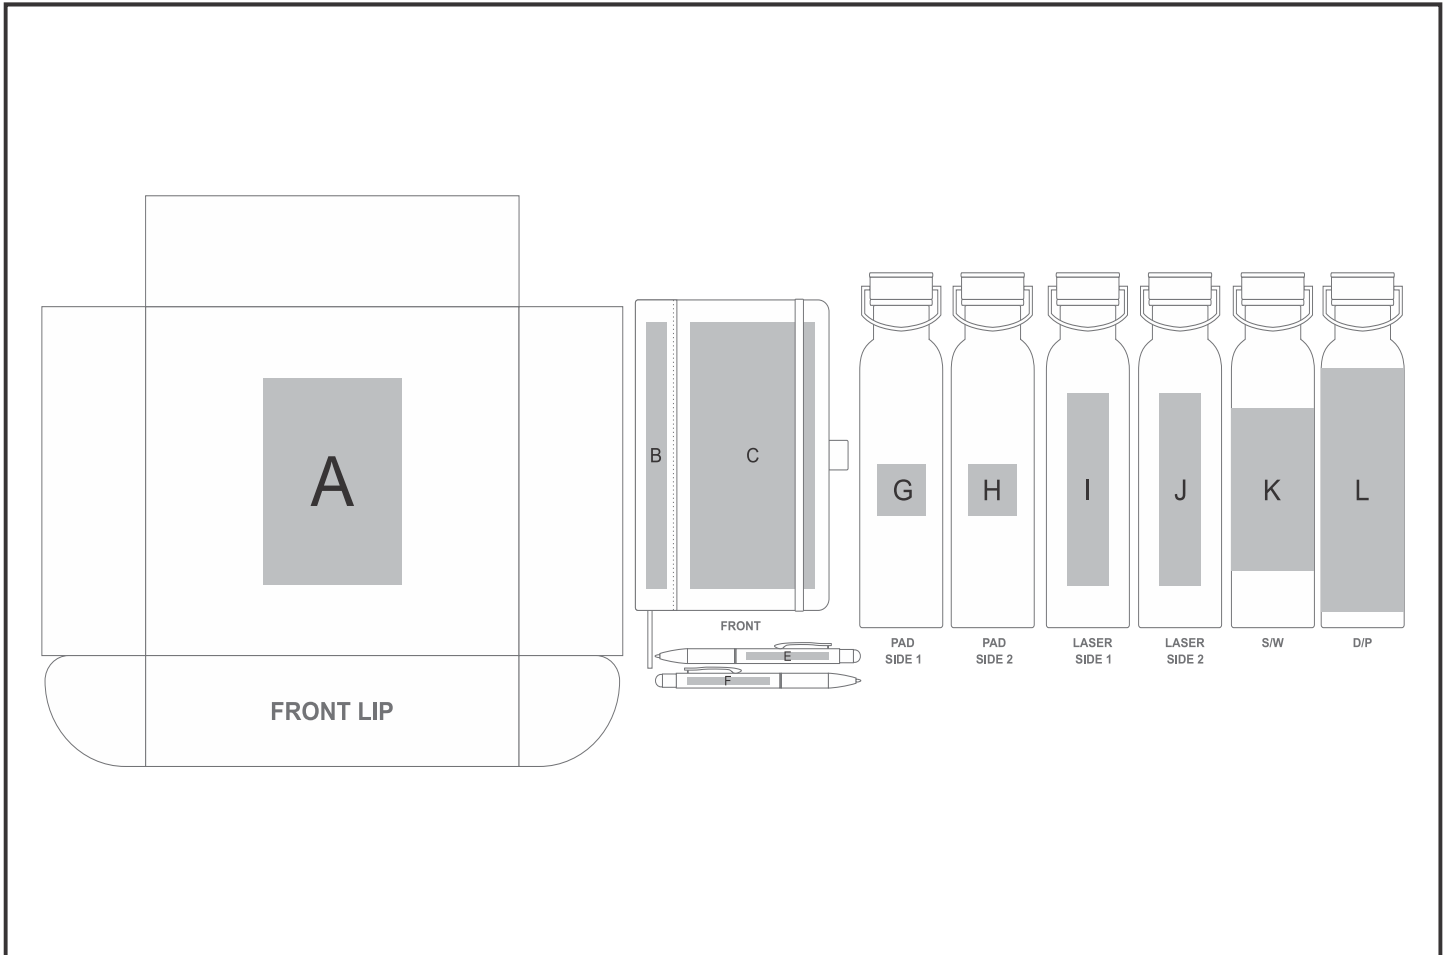 A
FRONT LIP
B
C
FRONT
E
F
G
PAD
SIDE 1
H
PAD
SIDE 2
I
LASER
SIDE 1
J
LASER
SIDE 2
K
S/W
L
D/P